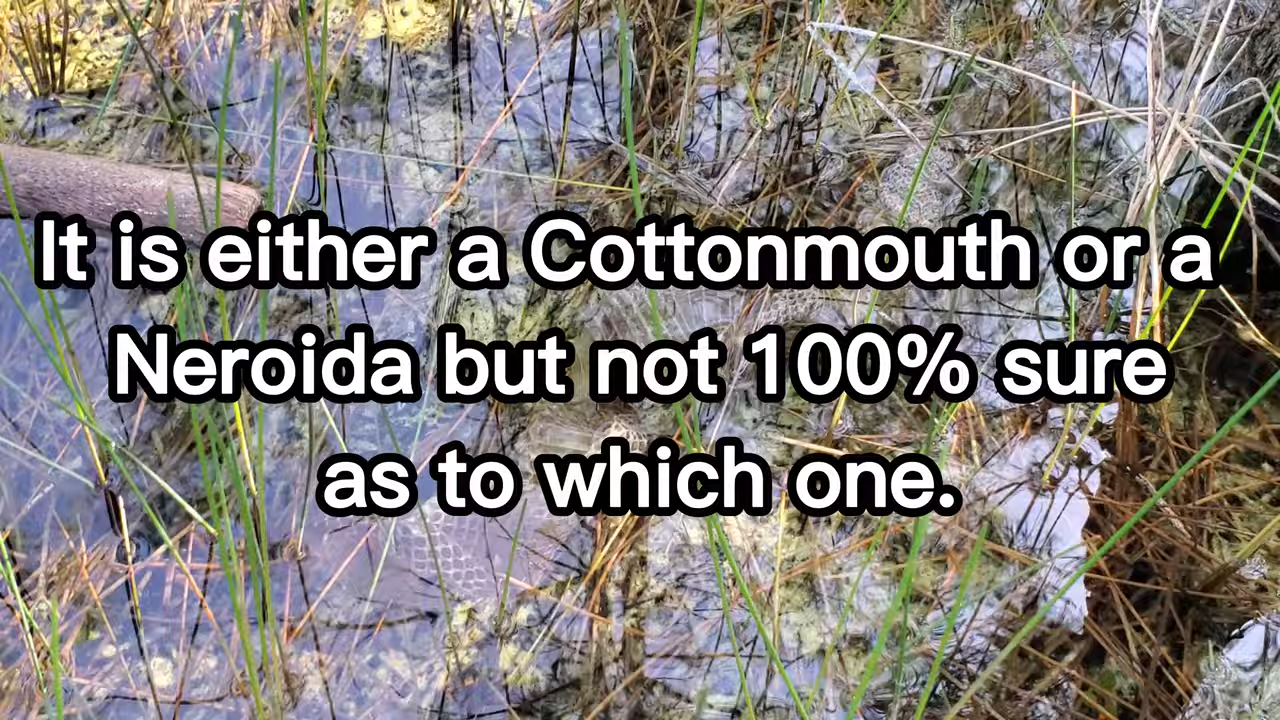 It is either a Cottonmouth or a
Neroida but not 100% sure
as to which one.